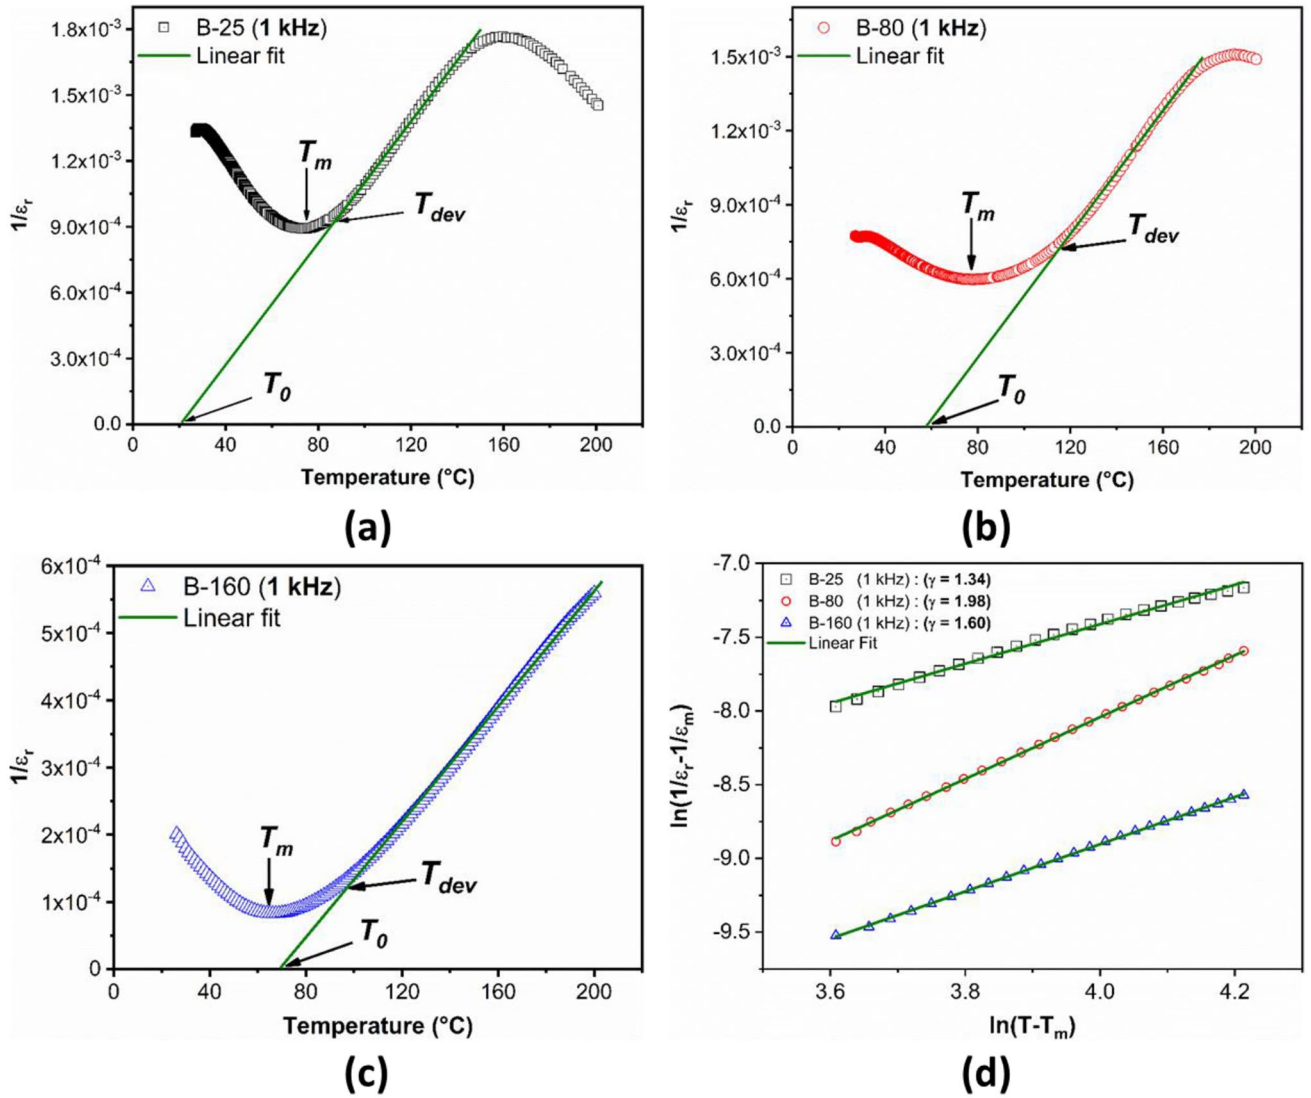 B-25 (1 kHz)
Linear fit
1.8x10⁻³
1.5x10⁻³
1.2x10⁻³
9.0x10⁻⁴
6.0x10⁻⁴
3.0x10⁻⁴
0.0
1/εᵣ
Tₘ
T_dev
T₀
0 40 80 120 160 200
Temperature (°C)
(a)
B-80 (1 kHz)
Linear fit
1.5x10⁻³
1.2x10⁻³
9.0x10⁻⁴
6.0x10⁻⁴
3.0x10⁻⁴
0.0
1/εᵣ
Tₘ
T_dev
T₀
0 40 80 120 160 200
Temperature (°C)
(b)
B-160 (1 kHz)
Linear fit
6x10⁻⁴
5x10⁻⁴
4x10⁻⁴
3x10⁻⁴
2x10⁻⁴
1x10⁻⁴
0
1/εᵣ
Tₘ
T_dev
T₀
0 40 80 120 160 200
Temperature (°C)
(c)
B-25 (1 kHz) : (γ = 1.34)
B-80 (1 kHz) : (γ = 1.98)
B-160 (1 kHz) : (γ = 1.60)
Linear Fit
-7.0
-7.5
-8.0
-8.5
-9.0
-9.5
ln(1/εᵣ-1/εₘ)
3.6 3.8 4.0 4.2
ln(T-Tₘ)
(d)